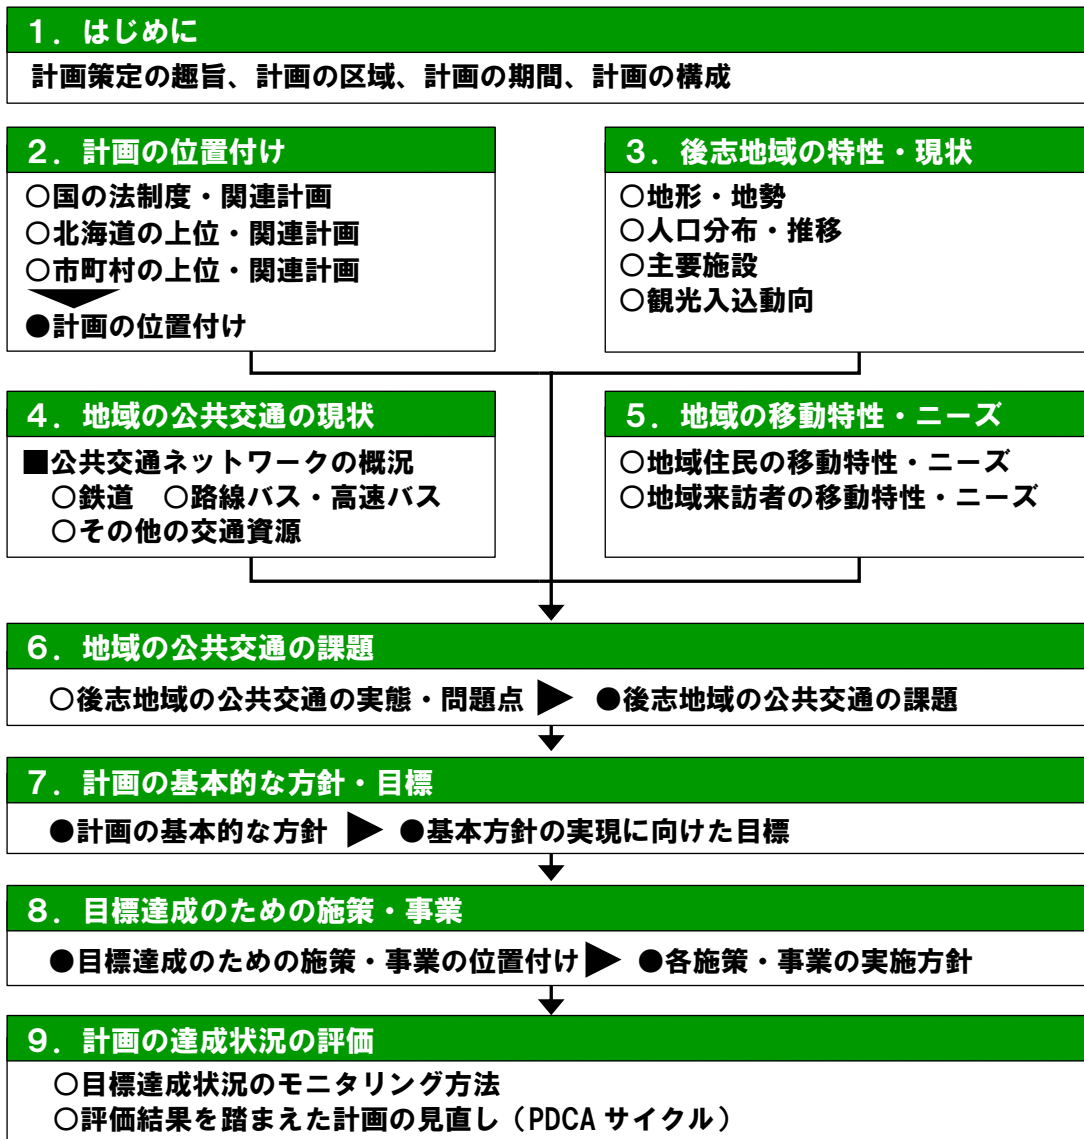 1．はじめに
計画策定の趣旨、計画の区域、計画の期間、計画の構成
2．計画の位置付け
○国の法制度・関連計画
○北海道の上位・関連計画
○市町村の上位・関連計画
●計画の位置付け
3．後志地域の特性・現状
○地形・地勢
○人口分布・推移
○主要施設
○観光入込動向
4．地域の公共交通の現状
■公共交通ネットワークの概況
○鉄道　○路線バス・高速バス
○その他の交通資源
5．地域の移動特性・ニーズ
○地域住民の移動特性・ニーズ
○地域来訪者の移動特性・ニーズ
6．地域の公共交通の課題
○後志地域の公共交通の実態・問題点 ▶ ●後志地域の公共交通の課題
7．計画の基本的な方針・目標
●計画の基本的な方針 ▶ ●基本方針の実現に向けた目標
8．目標達成のための施策・事業
●目標達成のための施策・事業の位置付け ▶ ●各施策・事業の実施方針
9．計画の達成状況の評価
○目標達成状況のモニタリング方法
○評価結果を踏まえた計画の見直し（PDCA サイクル）